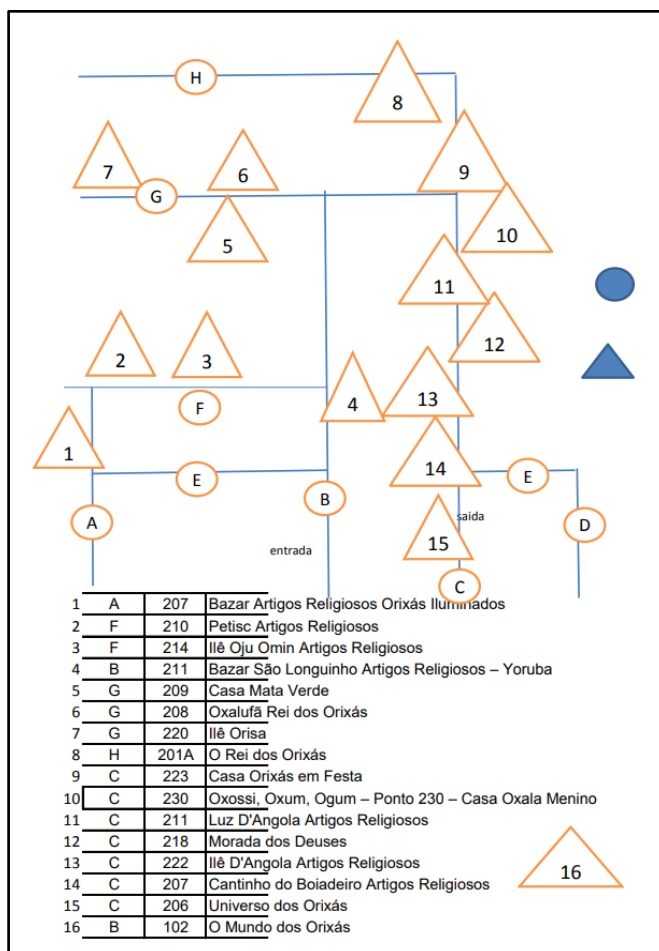 H
8
7
6
9
G
5
10
11
2
3
12
4
13
F
1
14
E
E
A
B
saida
15
D
entrada
C
1 A 207 Bazar Artigos Religiosos Orixás Iluminados
2 F 210 Petisc Artigos Religiosos
3 F 214 Ilê Oju Omin Artigos Religiosos
4 B 211 Bazar São Longuinho Artigos Religiosos – Yoruba
5 G 209 Casa Mata Verde
6 G 208 Oxalufã Rei dos Orixás
7 G 220 Ilê Orisa
8 H 201A O Rei dos Orixás
9 C 223 Casa Orixás em Festa
10 C 230 Oxossi, Oxum, Ogum – Ponto 230 – Casa Oxala Menino
11 C 211 Luz D'Angola Artigos Religiosos
12 C 218 Morada dos Deuses
13 C 222 Ilê D'Angola Artigos Religiosos
14 C 207 Cantinho do Boiadeiro Artigos Religiosos
15 C 206 Universo dos Orixás
16 B 102 O Mundo dos Orixás
16